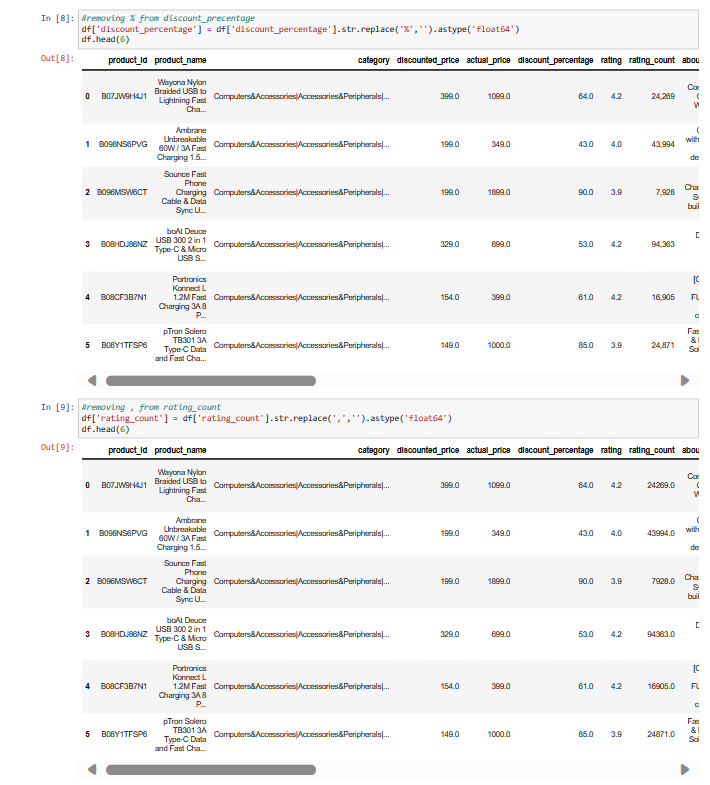 In [8]: #removing % from discount_precentage
df['discount_percentage'] = df['discount_percentage'].str.replace('%','').astype('float64')
df.head(6)
Out[8]:
product_id product_name category discounted_price actual_price discount_percentage rating rating_count abou
0 B07JW9H4J1 Wayona Nylon Braided USB to Lightning Fast Cha... Computers&Accessories|Accessories&Peripherals|... 399.0 1099.0 64.0 4.2 24,269
1 B098NS6PVG Ambrane Unbreakable 60W / 3A Fast Charging 1.5... Computers&Accessories|Accessories&Peripherals|... 199.0 349.0 43.0 4.0 43,994 with de
2 B096MSW6CT Sounce Fast Phone Charging Cable & Data Sync U... Computers&Accessories|Accessories&Peripherals|... 199.0 1899.0 90.0 3.9 7,928 Cha S buil
3 B08HDJ86NZ boAt Deuce USB 300 2 in 1 Type-C & Micro USB S... Computers&Accessories|Accessories&Peripherals|... 329.0 699.0 53.0 4.2 94,363
4 B08CF3B7N1 Portronics Konnect L 1.2M Fast Charging 3A 8 P... Computers&Accessories|Accessories&Peripherals|... 154.0 399.0 61.0 4.2 16,905 FU
5 B08Y1TFSP6 pTron Solero TB301 3A Type-C Data and Fast Cha... Computers&Accessories|Accessories&Peripherals|... 149.0 1000.0 85.0 3.9 24,871 Fas & Sol
In [9]: #removing , from rating_count
df['rating_count'] = df['rating_count'].str.replace(',','').astype('float64')
df.head(6)
Out[9]:
product_id product_name category discounted_price actual_price discount_percentage rating rating_count abou
0 B07JW9H4J1 Wayona Nylon Braided USB to Lightning Fast Cha... Computers&Accessories|Accessories&Peripherals|... 399.0 1099.0 64.0 4.2 24269.0
1 B098NS6PVG Ambrane Unbreakable 60W / 3A Fast Charging 1.5... Computers&Accessories|Accessories&Peripherals|... 199.0 349.0 43.0 4.0 43994.0 with de
2 B096MSW6CT Sounce Fast Phone Charging Cable & Data Sync U... Computers&Accessories|Accessories&Peripherals|... 199.0 1899.0 90.0 3.9 7928.0 Cha S buil
3 B08HDJ86NZ boAt Deuce USB 300 2 in 1 Type-C & Micro USB S... Computers&Accessories|Accessories&Peripherals|... 329.0 699.0 53.0 4.2 94363.0
4 B08CF3B7N1 Portronics Konnect L 1.2M Fast Charging 3A 8 P... Computers&Accessories|Accessories&Peripherals|... 154.0 399.0 61.0 4.2 16905.0 FU
5 B08Y1TFSP6 pTron Solero TB301 3A Type-C Data and Fast Cha... Computers&Accessories|Accessories&Peripherals|... 149.0 1000.0 85.0 3.9 24871.0 Fas & Sol